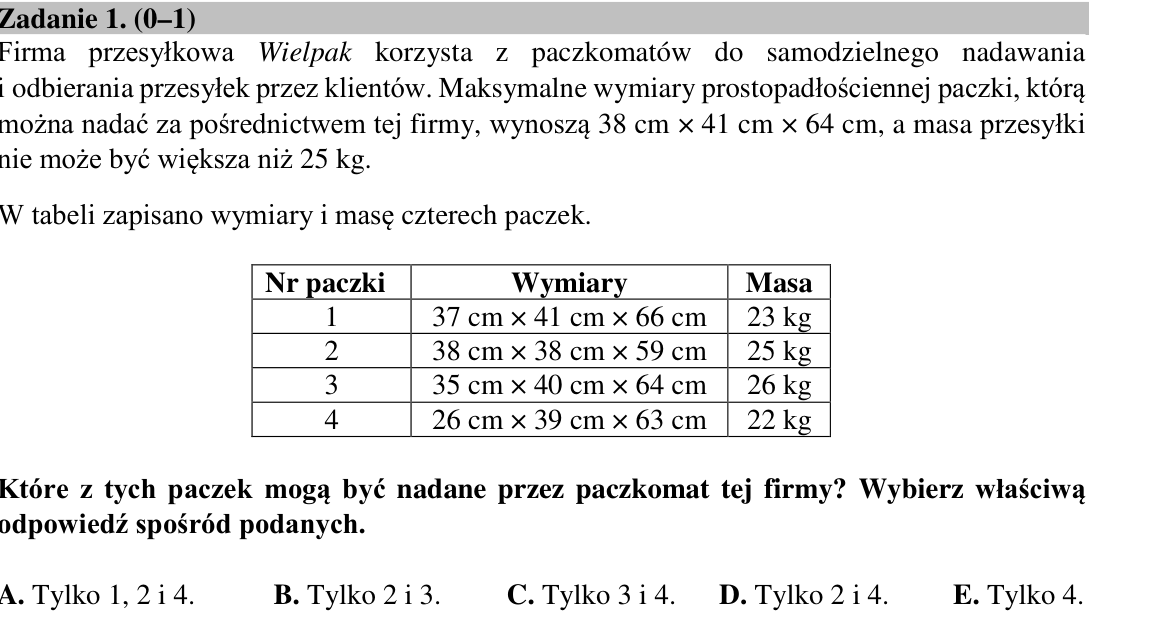 Zadanie 1. (0–1)
Firma przesyłkowa Wielpak korzysta z paczkomatów do samodzielnego nadawania
i odbierania przesyłek przez klientów. Maksymalne wymiary prostopadłościennej paczki, którą
można nadać za pośrednictwem tej firmy, wynoszą 38 cm × 41 cm × 64 cm, a masa przesyłki
nie może być większa niż 25 kg.
W tabeli zapisano wymiary i masę czterech paczek.
Nr paczki Wymiary Masa
1 37 cm × 41 cm × 66 cm 23 kg
2 38 cm × 38 cm × 59 cm 25 kg
3 35 cm × 40 cm × 64 cm 26 kg
4 26 cm × 39 cm × 63 cm 22 kg
Które z tych paczek mogą być nadane przez paczkomat tej firmy? Wybierz właściwą
odpowiedź spośród podanych.
A. Tylko 1, 2 i 4. B. Tylko 2 i 3. C. Tylko 3 i 4. D. Tylko 2 i 4. E. Tylko 4.